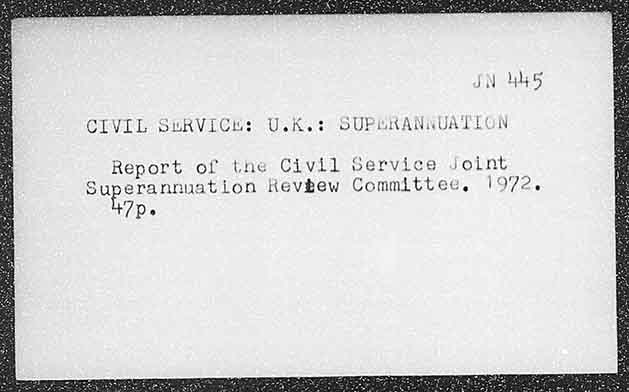 JN 445
CIVIL SERVICE: U.K.: SUPERANNUATION
Report of the Civil Service Joint
Superannuation Review Committee. 1972.
47p.